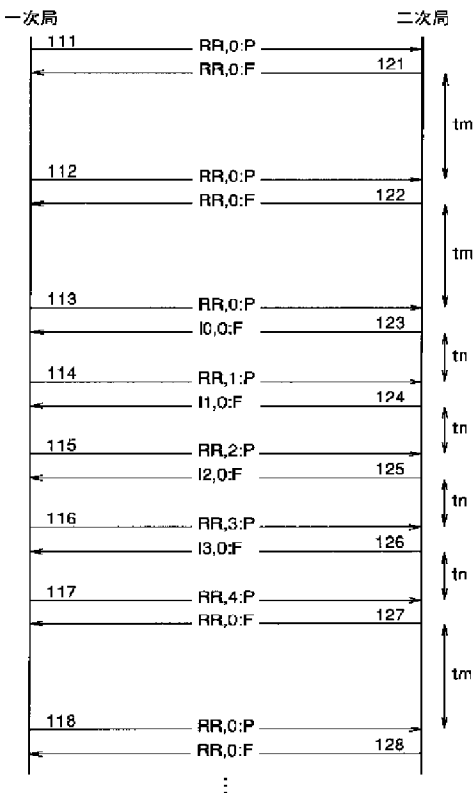 一次局 二次局
111 RR,0:P
RR,0:F 121
tm
112 RR,0:P
RR,0:F 122
tm
113 RR,0:P
I0,0:F 123
tn
114 RR,1:P
I1,0:F 124
tn
115 RR,2:P
I2,0:F 125
tn
116 RR,3:P
I3,0:F 126
tn
117 RR,4:P
RR,0:F 127
tm
118 RR,0:P
RR,0:F 128
⋮